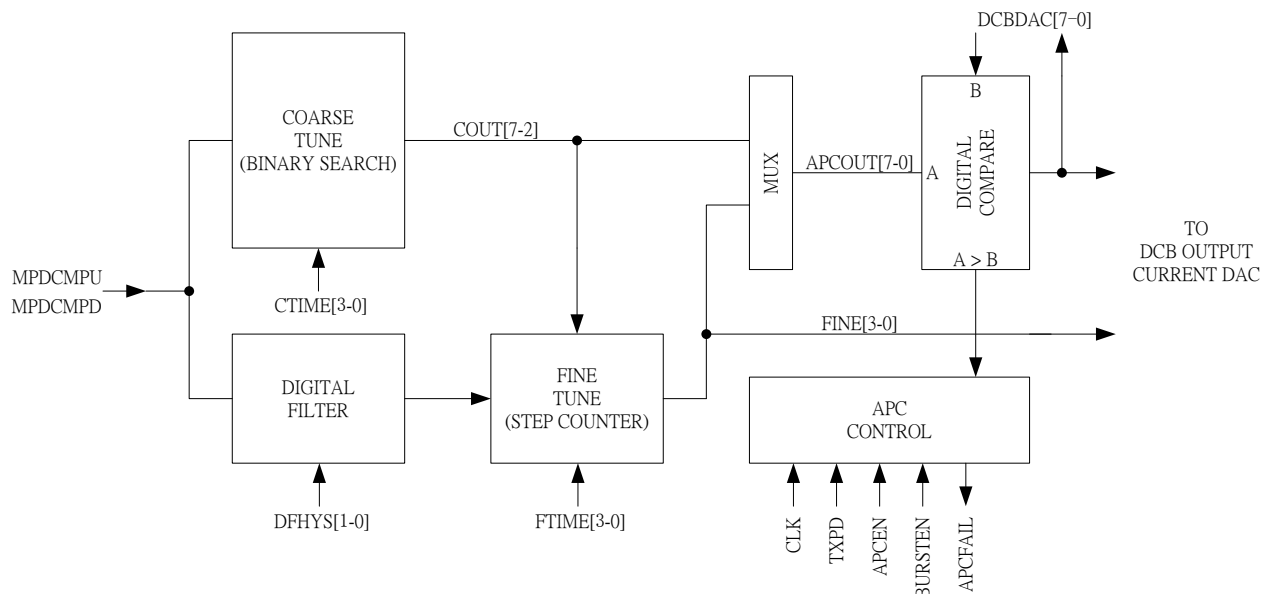 DCBDAC[7-0]
COARSE
TUNE
(BINARY SEARCH)
COUT[7-2]
MUX
APCOUT[7-0]
B
A
DIGITAL
COMPARE
A > B
TO
DCB OUTPUT
CURRENT DAC
MPDCMPU
MPDCMPD
CTIME[3-0]
FINE[3-0]
DIGITAL
FILTER
FINE
TUNE
(STEP COUNTER)
APC
CONTROL
DFHYS[1-0]
FTIME[3-0]
CLK
TXPD
APCEN
BURSTEN
APCFAIL